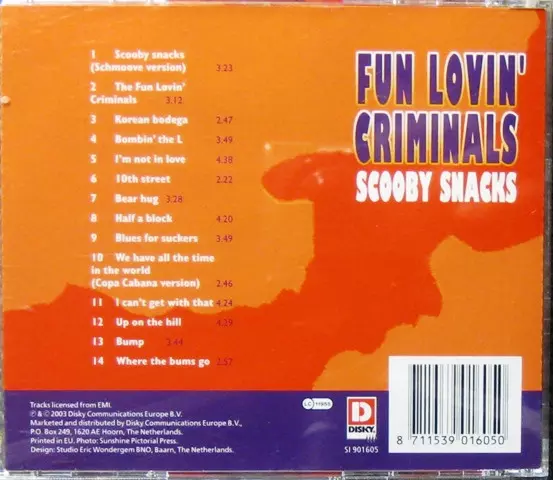 1 Scooby snacks
(Schmoove version) 3.23
2 The Fun Lovin'
Criminals 3.12
3 Korean bodega 2.47
4 Bombin' the L 3.49
5 I'm not in love 4.38
6 10th street 2.22
7 Bear hug 3.28
8 Half a block 4.20
9 Blues for suckers 3.49
10 We have all the time
in the world
(Copa Cabana version) 2.46
11 I can't get with that 4.24
12 Up on the hill 4.29
13 Bump 3.44
14 Where the bums go 2.57
FUN LOVIN'
CRIMINALS
SCOOBY SNACKS
Tracks licensed from EMI.
℗ & © 2003 Disky Communications Europe B.V.
Marketed and distributed by Disky Communications Europe B.V.,
P.O. Box 249, 1620 AE Hoorn, The Netherlands.
Printed in EU. Photo: Sunshine Pictorial Press.
Design: Studio Eric Wondergem BNO, Baarn, The Netherlands.
LC
D
DISKY.
SI 901605
8 711539 016050